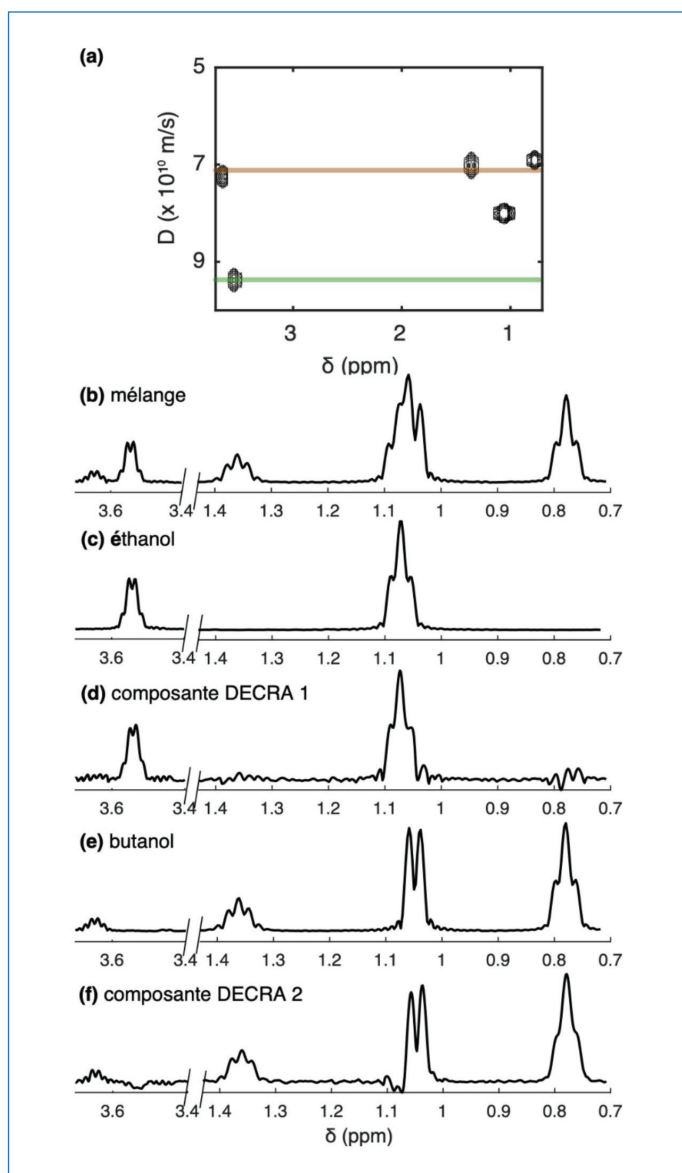 (a)
5
7
9
D (x 10¹⁰ m/s)
3 2 1
δ (ppm)
(b) mélange
3.6 3.4 1.4 1.3 1.2 1.1 1 0.9 0.8 0.7
(c) éthanol
3.6 3.4 1.4 1.3 1.2 1.1 1 0.9 0.8 0.7
(d) composante DECRA 1
3.6 3.4 1.4 1.3 1.2 1.1 1 0.9 0.8 0.7
(e) butanol
3.6 3.4 1.4 1.3 1.2 1.1 1 0.9 0.8 0.7
(f) composante DECRA 2
3.6 3.4 1.4 1.3 1.2 1.1 1 0.9 0.8 0.7
δ (ppm)